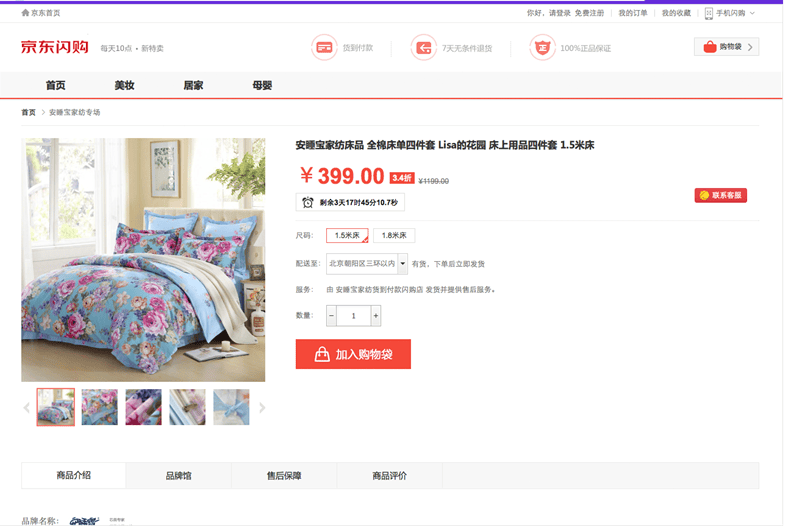 京东首页
你好，请登录 免费注册 我的订单 我的收藏 手机闪购
京东闪购 每天10点·新特卖 货到付款 7天无条件退货 正 100%正品保证 购物袋
首页 美妆 居家 母婴
首页 安睡宝家纺专场
安睡宝家纺床品 全棉床单四件套 Lisa的花园 床上用品四件套 1.5米床
￥399.00 3.4折 ¥1199.00
剩余3天17时45分10.7秒
联系客服
尺码： 1.5米床 1.8米床
配送至： 北京朝阳区三环以内 有货，下单后立即发货
服务： 由 安睡宝家纺货到付款闪购店 发货并提供售后服务。
数量： − 1 +
加入购物袋
商品介绍 品牌馆 售后保障 商品评价
品牌名称：